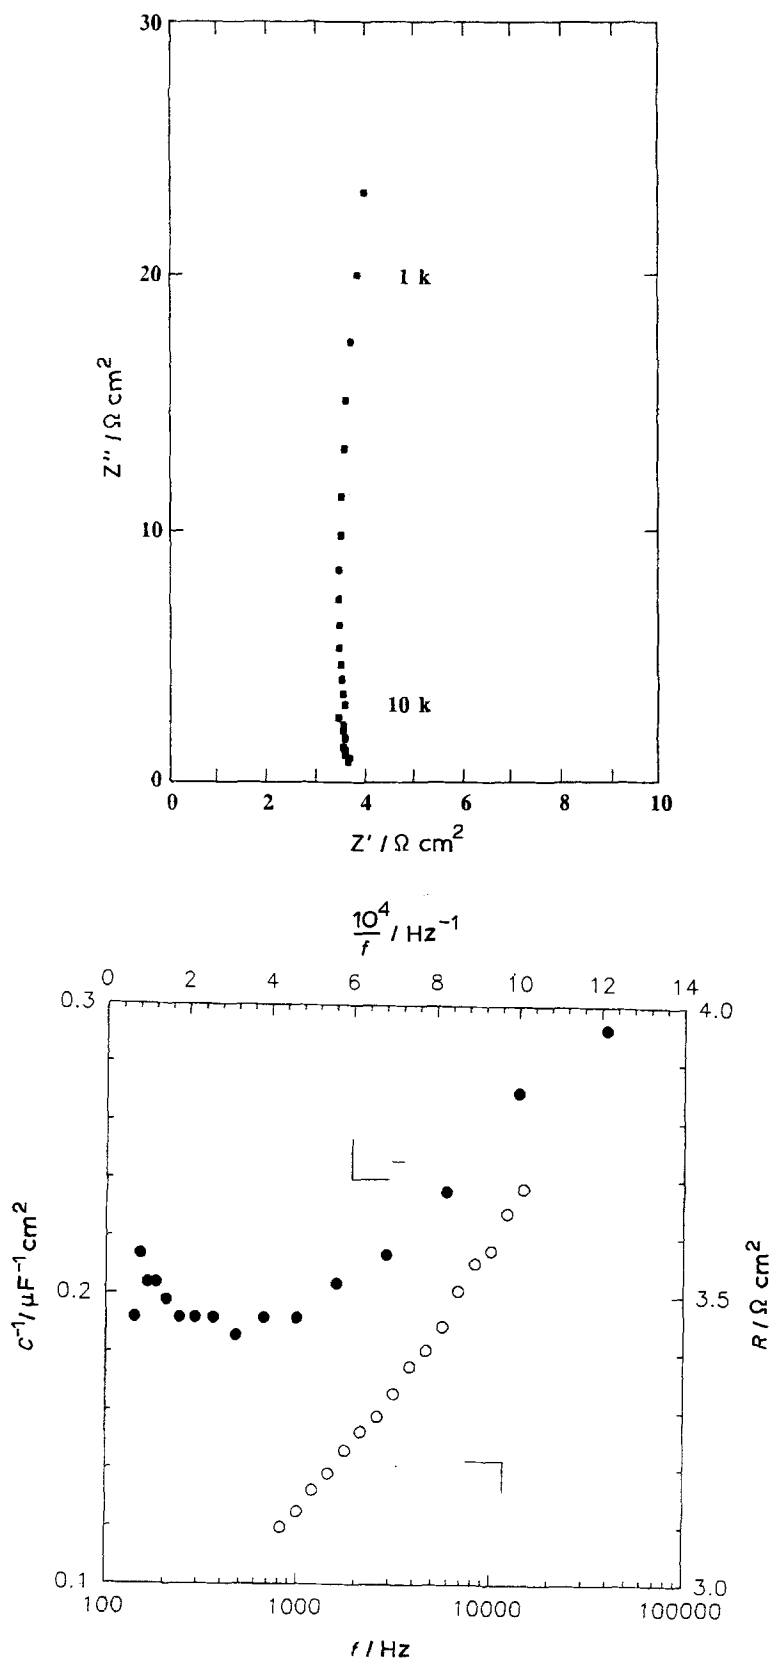 30
20
10
0
Z'' / Ω cm²
1 k
10 k
0 2 4 6 8 10
Z' / Ω cm²
10⁴/f / Hz⁻¹
0 2 4 6 8 10 12 14
0.3
0.2
0.1
C⁻¹/μF⁻¹cm²
4.0
3.5
3.0
R / Ω cm²
100 1000 10000 100000
f / Hz